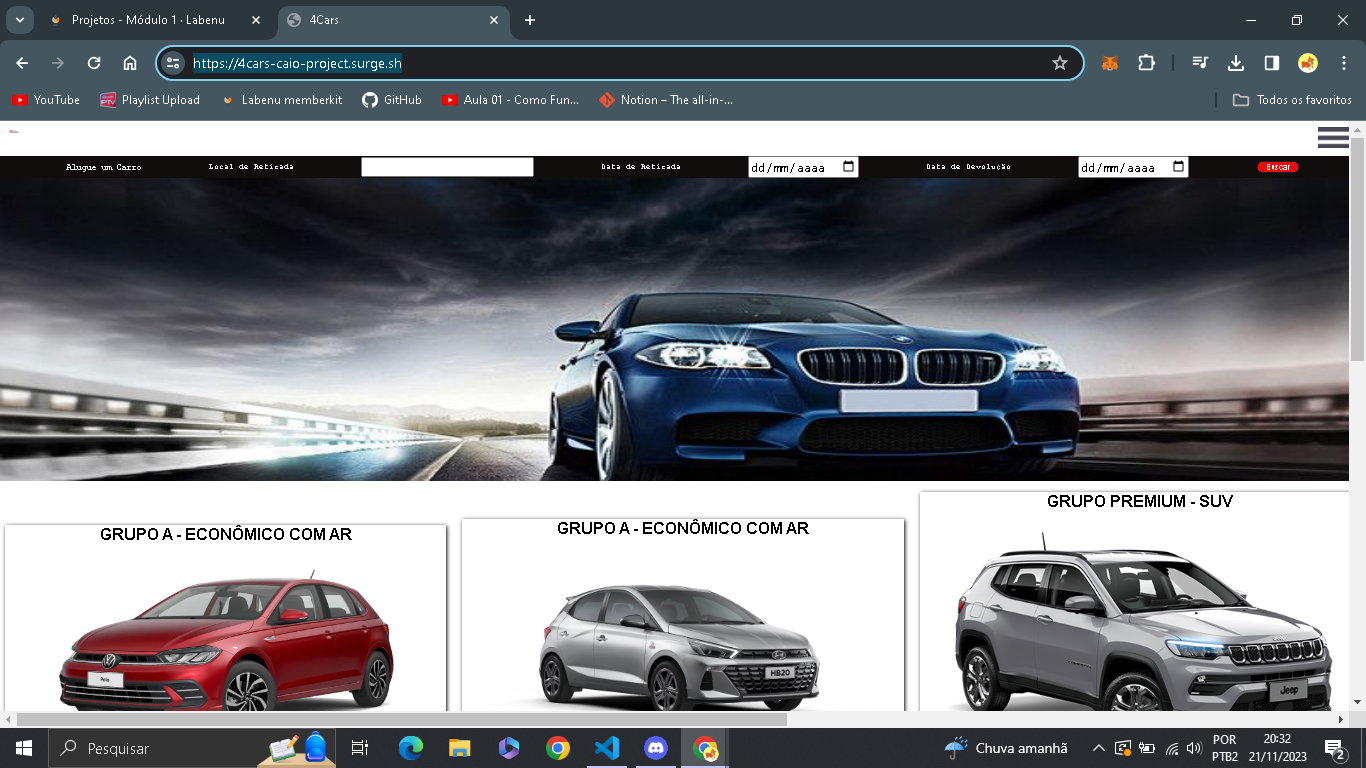 Projetos - Módulo 1 · Labenu
4Cars
https://4cars-caio-project.surge.sh
YouTube
Playlist Upload
Labenu memberkit
GitHub
Aula 01 - Como Fun...
Notion – The all-in-...
Todos os favoritos
Alugue um Carro
Local de Retirada
Data de Retirada
dd/mm/aaaa
Data de Devolução
dd/mm/aaaa
Buscar
GRUPO A - ECONÔMICO COM AR
GRUPO A - ECONÔMICO COM AR
GRUPO PREMIUM - SUV
Polo
HB20
Jeep
Pesquisar
Chuva amanhã
POR
PTB2
20:32
21/11/2023
2